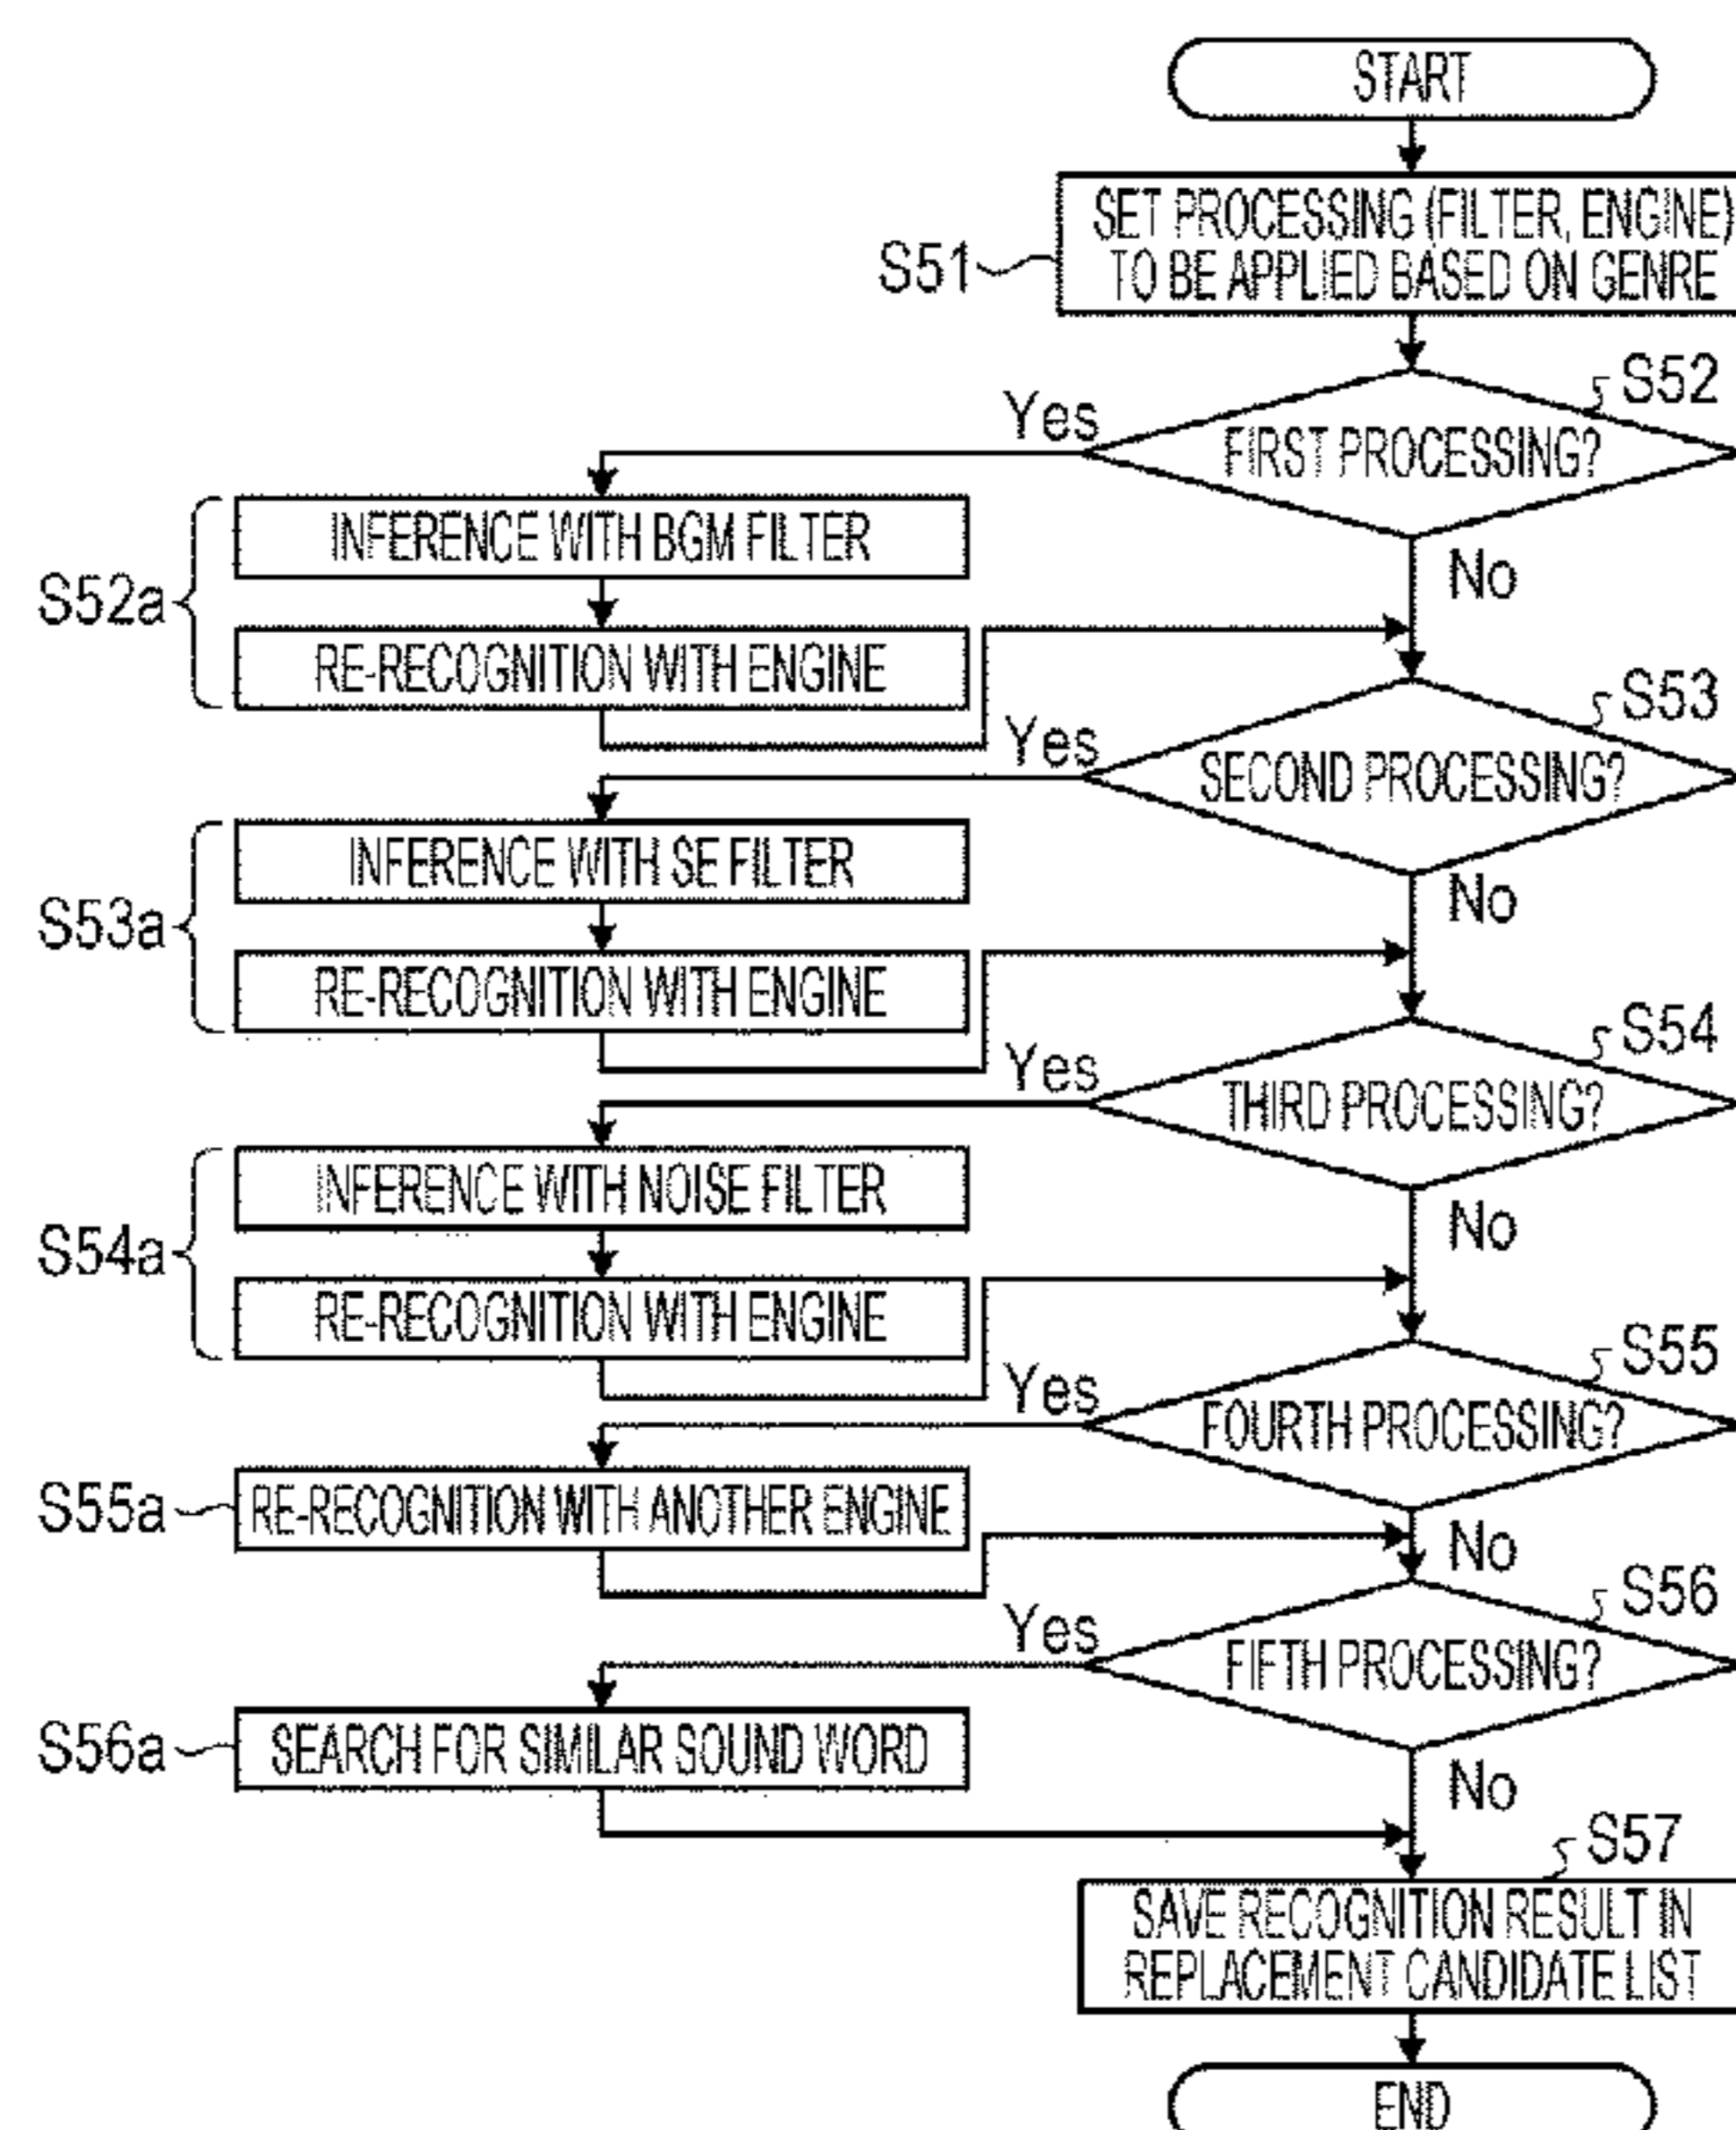 START
SET PROCESSING (FILTER, ENGINE)
TO BE APPLIED BASED ON GENRE
S51
S52
FIRST PROCESSING?
Yes
No
S52a
INFERENCE WITH BGM FILTER
RE-RECOGNITION WITH ENGINE
S53
SECOND PROCESSING?
Yes
No
S53a
INFERENCE WITH SE FILTER
RE-RECOGNITION WITH ENGINE
S54
THIRD PROCESSING?
Yes
No
S54a
INFERENCE WITH NOISE FILTER
RE-RECOGNITION WITH ENGINE
S55
FOURTH PROCESSING?
Yes
No
S55a
RE-RECOGNITION WITH ANOTHER ENGINE
S56
FIFTH PROCESSING?
Yes
No
S56a
SEARCH FOR SIMILAR SOUND WORD
S57
SAVE RECOGNITION RESULT IN
REPLACEMENT CANDIDATE LIST
END